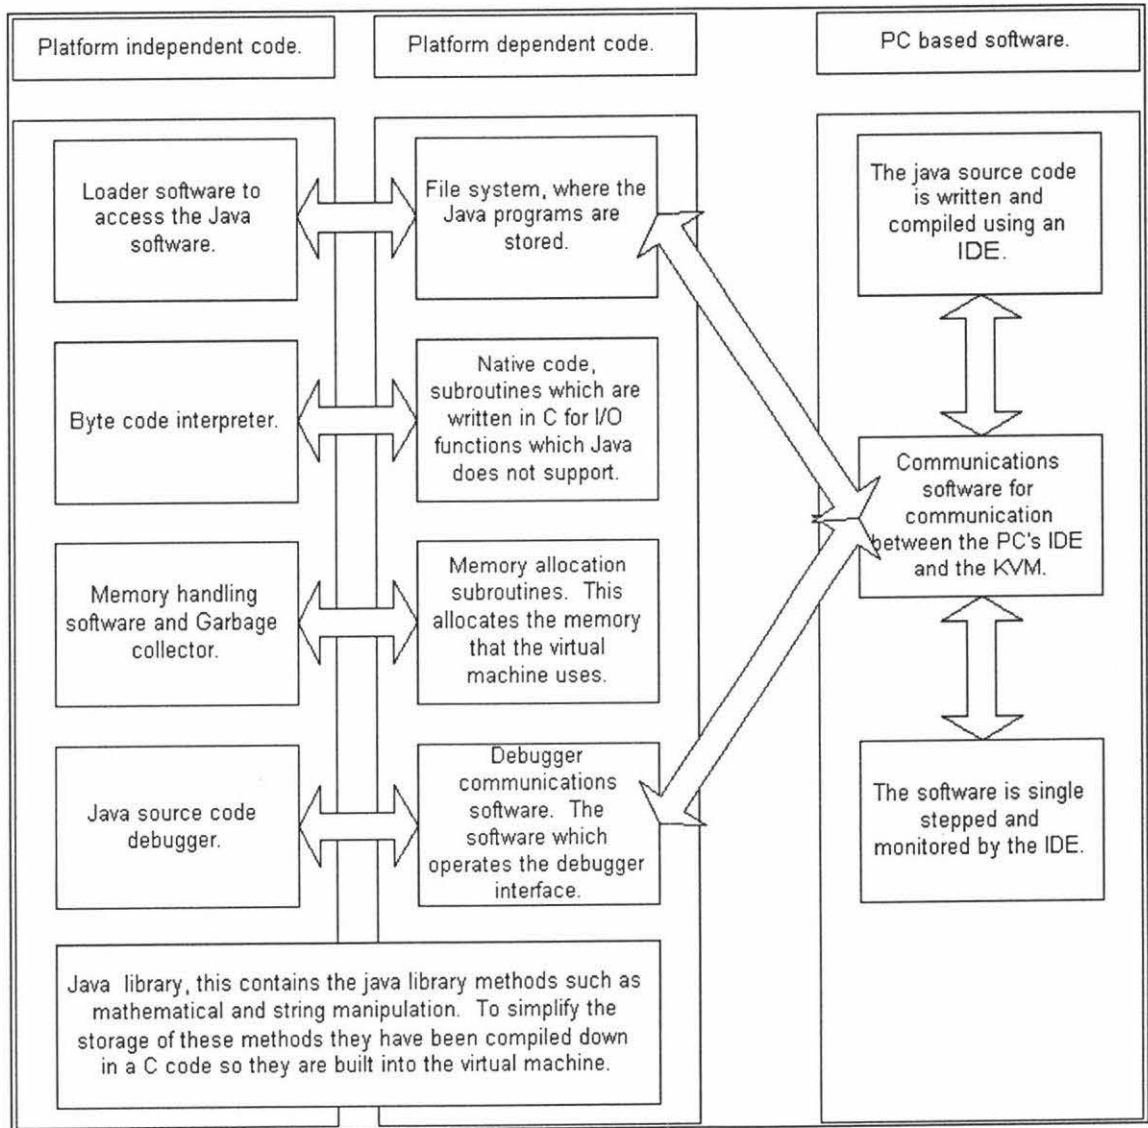 Platform independent code.
Platform dependent code.
PC based software.
Loader software to
access the Java
software.
File system, where the
Java programs are
stored.
The java source code
is written and
compiled using an
IDE.
Byte code interpreter.
Native code,
subroutines which are
written in C for I/O
functions which Java
does not support.
Communications
software for
communication
between the PC's IDE
and the KVM.
Memory handling
software and Garbage
collector.
Memory allocation
subroutines. This
allocates the memory
that the virtual
machine uses.
Java source code
debugger.
Debugger
communications
software. The
software which
operates the debugger
interface.
The software is single
stepped and
monitored by the IDE.
Java library, this contains the java library methods such as
mathematical and string manipulation. To simplify the
storage of these methods they have been compiled down
in a C code so they are built into the virtual machine.